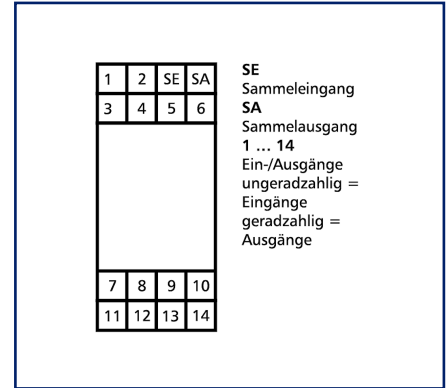 1 2 SE SA
3 4 5 6
7 8 9 10
11 12 13 14
SE
Sammeleingang
SA
Sammelausgang
1 ... 14
Ein-/Ausgänge
ungeradzahlig =
Eingänge
geradzahlig =
Ausgänge